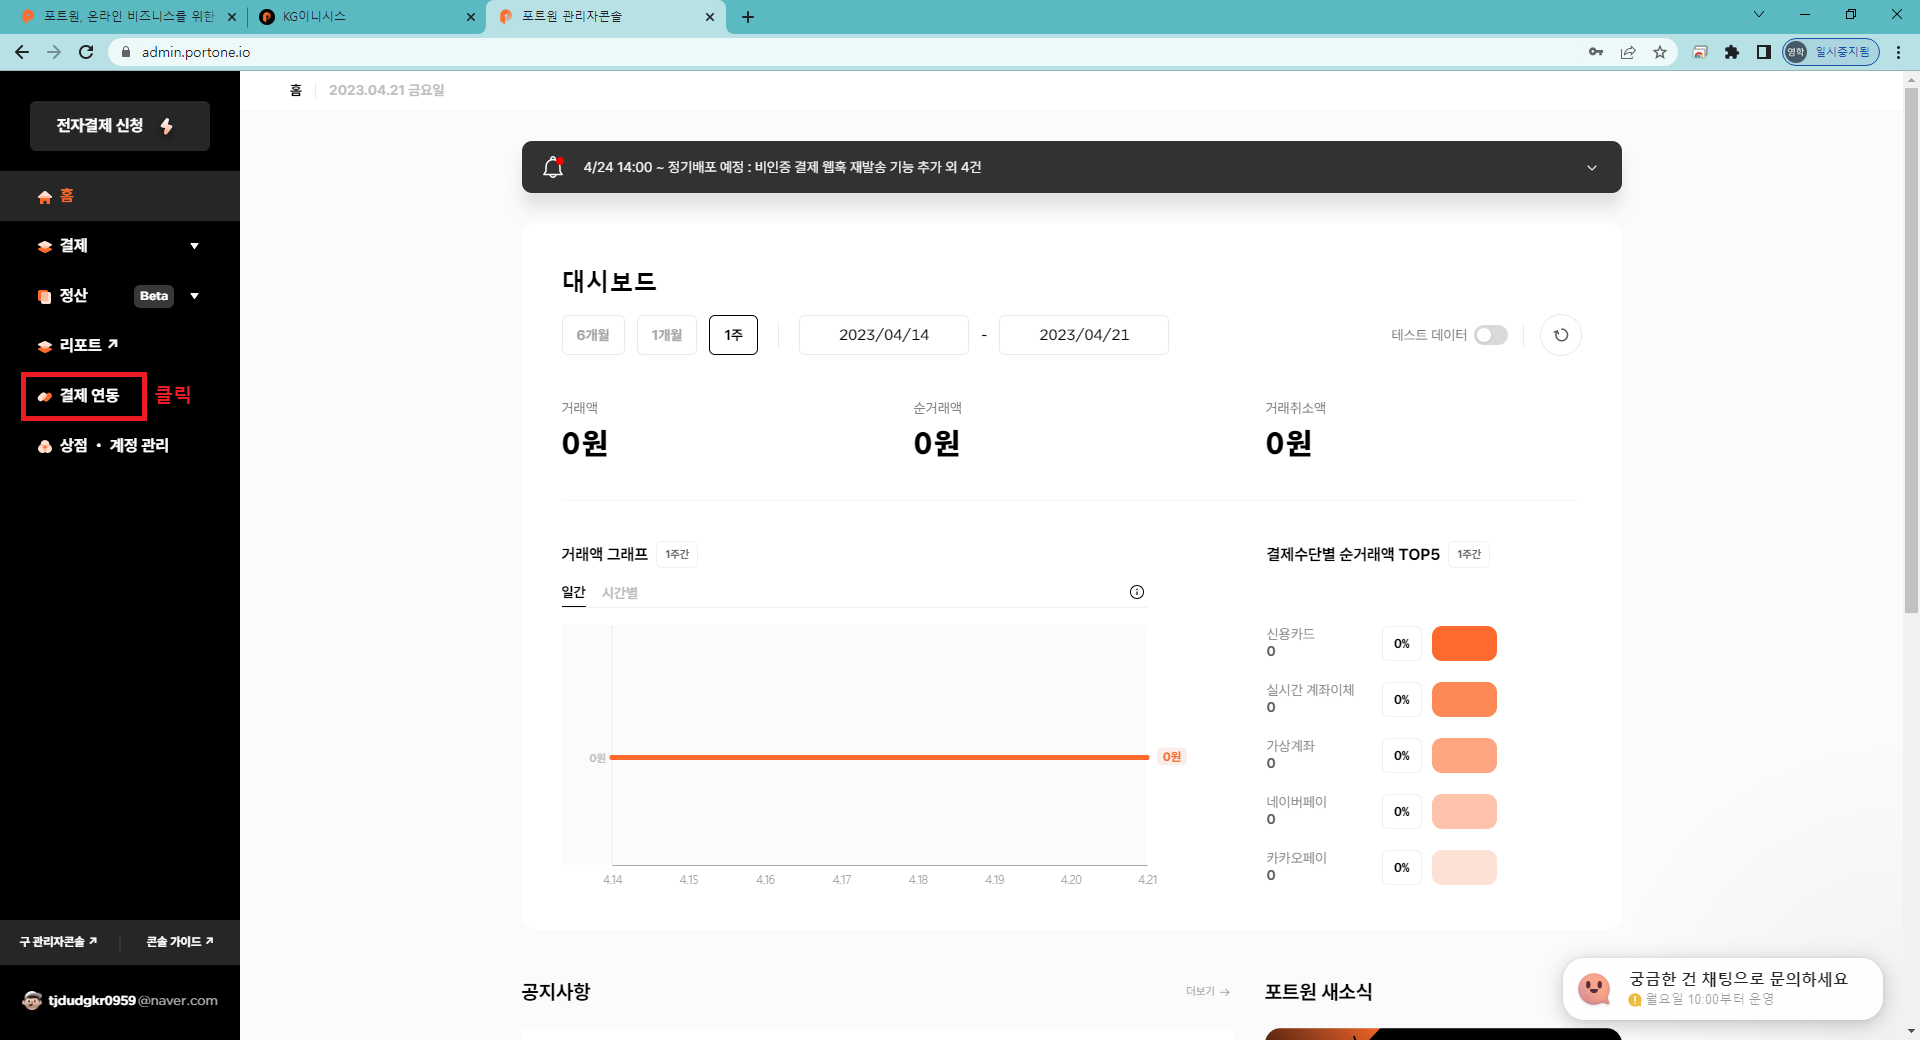 포트원, 온라인 비즈니스를 위한
KG이니시스
포트원 관리자콘솔
admin.portone.io
영학
일시중지됨
전자결제 신청
홈
결제
정산
Beta
리포트
결제 연동
클릭
상점 · 계정 관리
구 관리자콘솔
콘솔 가이드
tjdudgkr0959@naver.com
홈
2023.04.21 금요일
4/24 14:00 ~ 정기배포 예정 : 비인증 결제 웹훅 재발송 기능 추가 외 4건
대시보드
6개월
1개월
1주
2023/04/14 - 2023/04/21
테스트 데이터
거래액
0원
순거래액
0원
거래취소액
0원
거래액 그래프
1주간
일간
시간별
0원
0원
4.14 4.15 4.16 4.17 4.18 4.19 4.20 4.21
결제수단별 순거래액 TOP5
1주간
신용카드
0
0%
실시간 계좌이체
0
0%
가상계좌
0
0%
네이버페이
0
0%
카카오페이
0
0%
공지사항
더보기 →
포트원 새소식
궁금한 건 채팅으로 문의하세요
월요일 10:00부터 운영